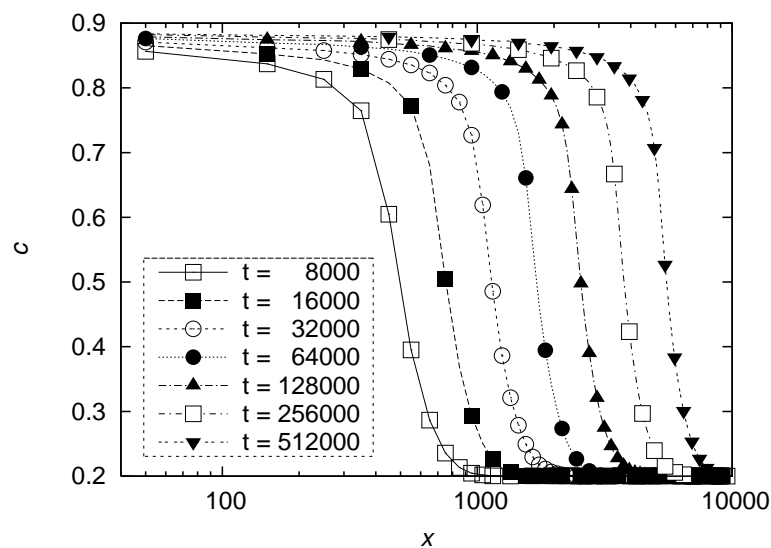 0.9
0.8
0.7
0.6
0.5
0.4
0.3
0.2
c
t = 8000
t = 16000
t = 32000
t = 64000
t = 128000
t = 256000
t = 512000
100
1000
10000
x